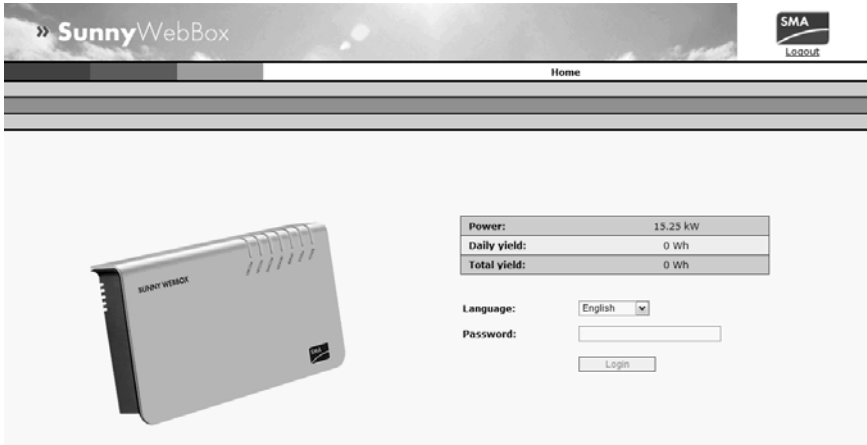 » SunnyWebBox
SMA
Logout
Home
Power: 15.25 kW
Daily yield: 0 Wh
Total yield: 0 Wh
SUNNY WEBBOX
Language: English
Password:
SMA
Login